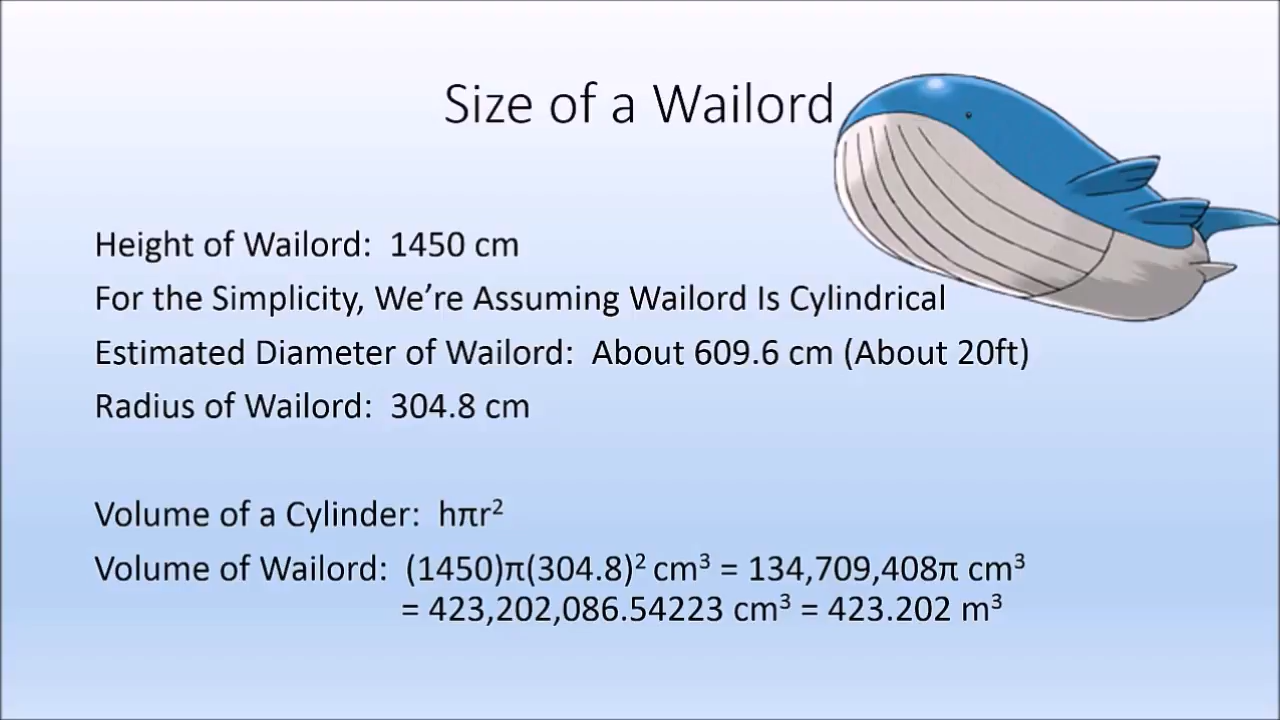 Size of a Wailord
Height of Wailord:  1450 cm
For the Simplicity, We’re Assuming Wailord Is Cylindrical
Estimated Diameter of Wailord:  About 609.6 cm (About 20ft)
Radius of Wailord:  304.8 cm
Volume of a Cylinder:  hπr²
Volume of Wailord:  (1450)π(304.8)² cm³ = 134,709,408π cm³
= 423,202,086.54223 cm³ = 423.202 m³